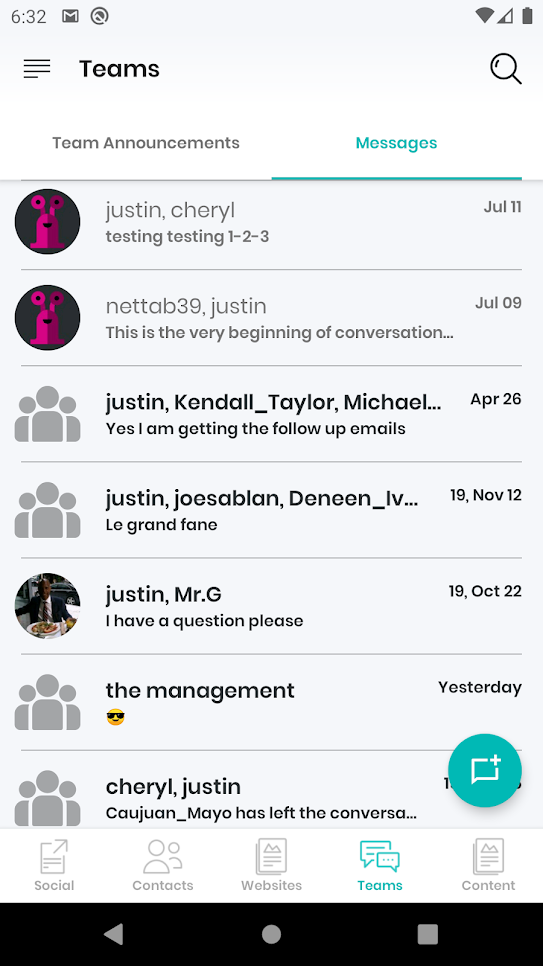 6:32
Teams
Team Announcements
Messages
justin, cheryl
Jul 11
testing testing 1-2-3
nettab39, justin
Jul 09
This is the very beginning of conversation...
justin, Kendall_Taylor, Michael...
Apr 26
Yes I am getting the follow up emails
justin, joesablan, Deneen_Iv...
19, Nov 12
Le grand fane
justin, Mr.G
19, Oct 22
I have a question please
the management
Yesterday
😎
cheryl, justin
Caujuan_Mayo has left the conversa...
Social
Contacts
Websites
Teams
Content